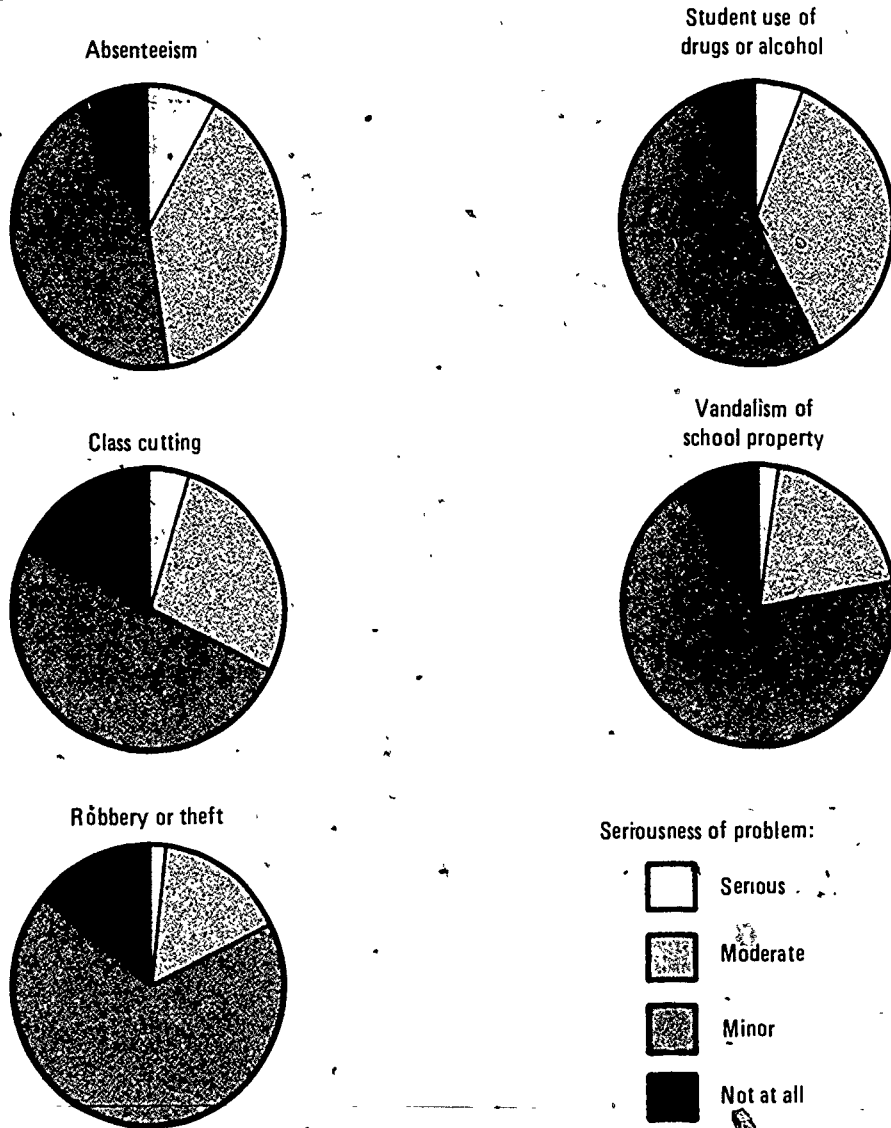 Absenteeism
Student use of
drugs or alcohol
Class cutting
Vandalism of
school property
Robbery or theft
Seriousness of problem:
Serious
Moderate
Minor
Not at all